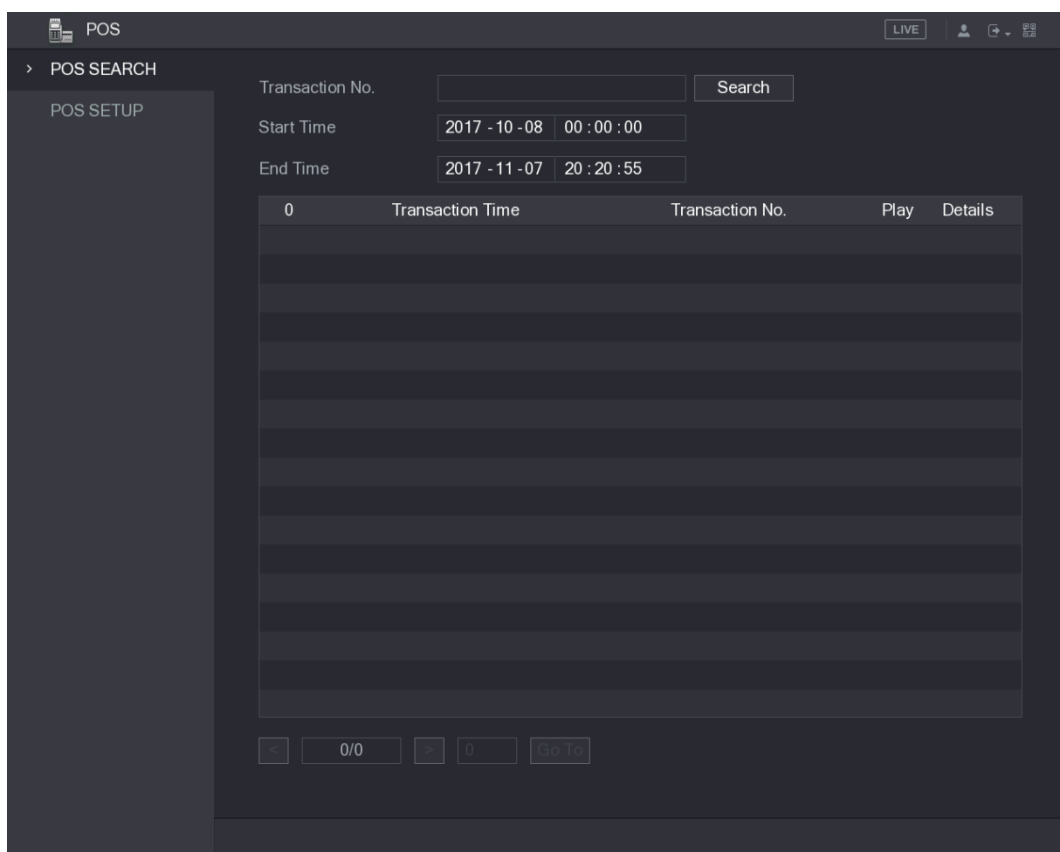 POS
LIVE
POS SEARCH
POS SETUP
Transaction No.
Search
Start Time 2017 - 10 - 08 00 : 00 : 00
End Time 2017 - 11 - 07 20 : 20 : 55
0 Transaction Time Transaction No. Play Details
< 0/0 > 0 Go To